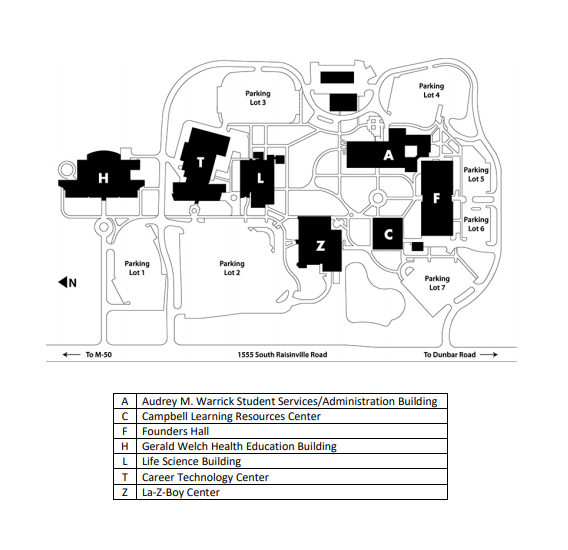 Parking
Lot 3
Parking
Lot 4
A
H
T
L
Parking
Lot 5
F
Parking
Lot 6
Z
C
Parking
Lot 1
Parking
Lot 2
Parking
Lot 7
N
To M-50
1555 South Raisinville Road
To Dunbar Road
A Audrey M. Warrick Student Services/Administration Building
C Campbell Learning Resources Center
F Founders Hall
H Gerald Welch Health Education Building
L Life Science Building
T Career Technology Center
Z La-Z-Boy Center